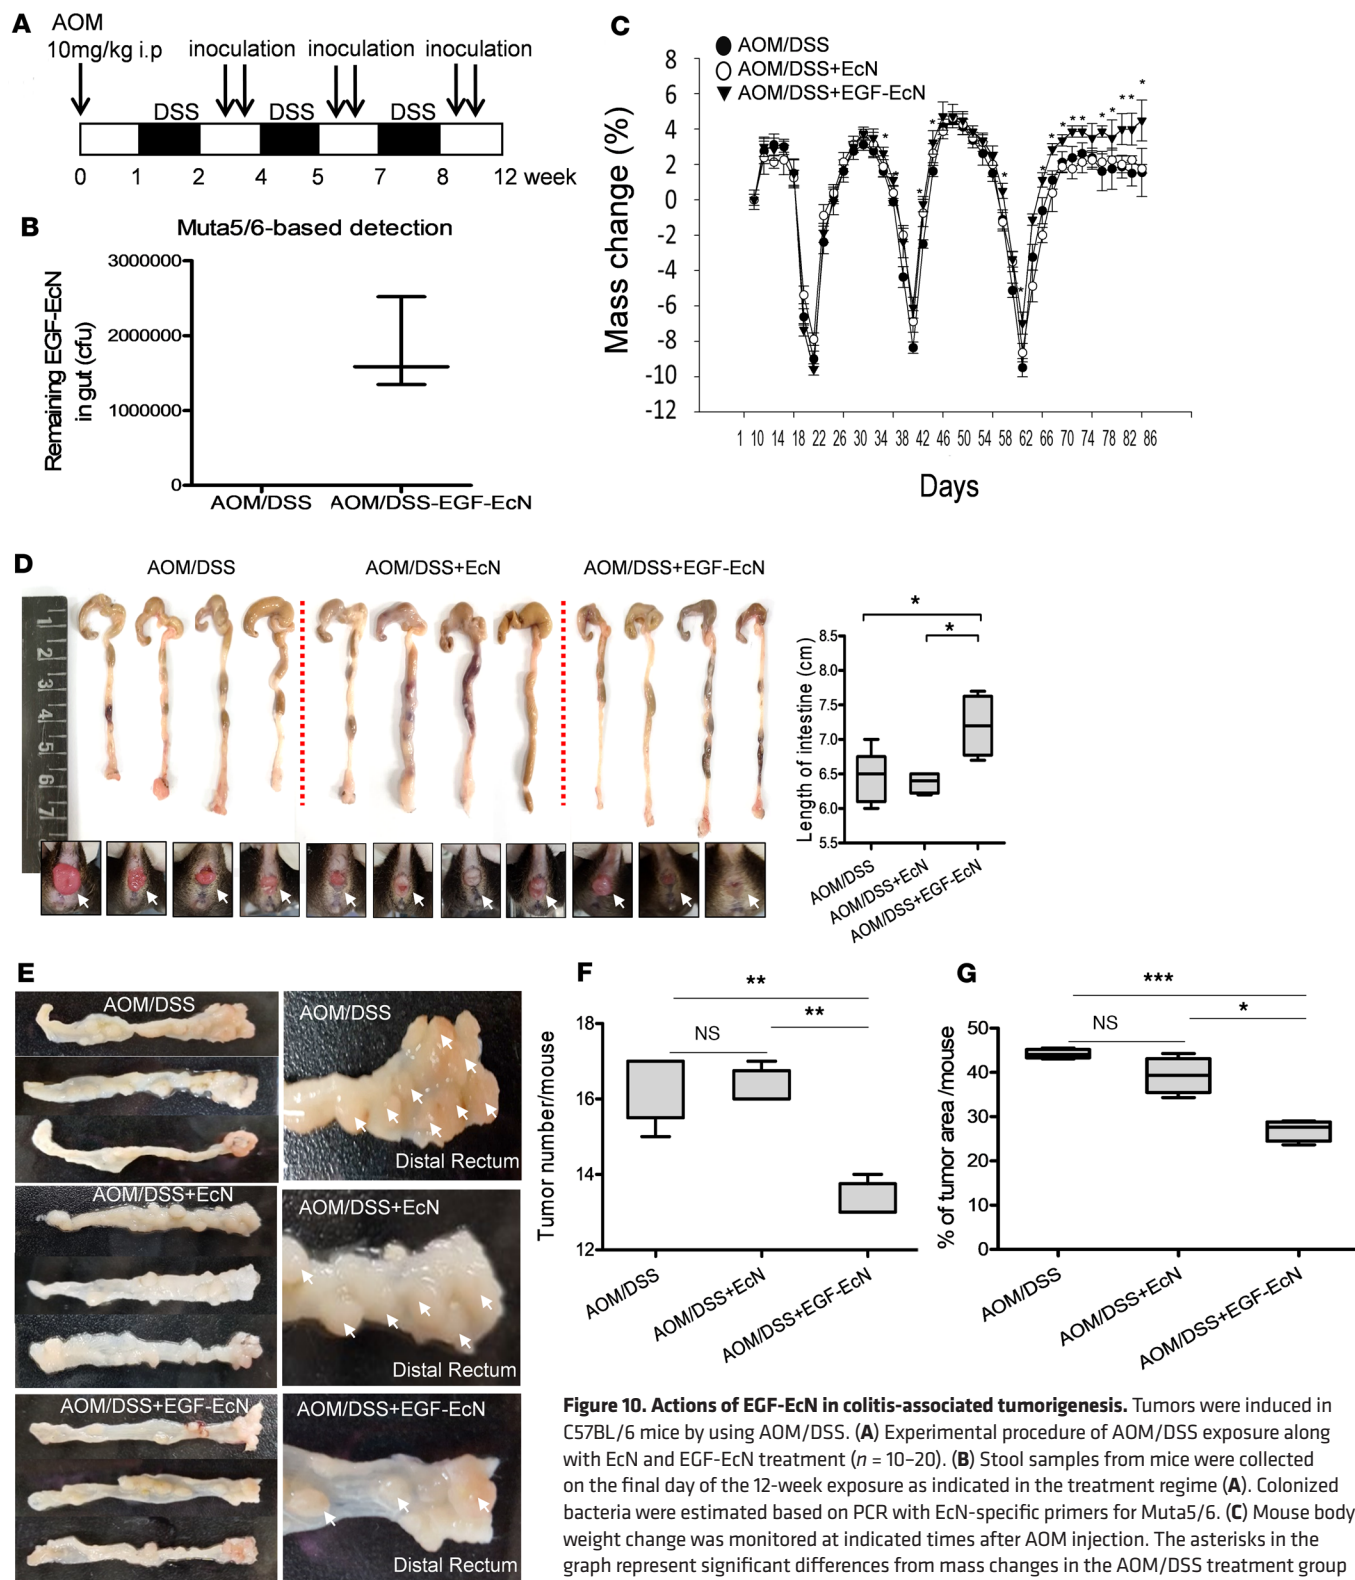 A
AOM
10mg/kg i.p
inoculation
inoculation
inoculation
DSS
DSS
DSS
0
1
2
4
5
7
8
12 week
B
Muta5/6-based detection
Remaining EGF-EcN
in gut (cfu)
3000000
2000000
1000000
0
AOM/DSS
AOM/DSS-EGF-EcN
C
AOM/DSS
AOM/DSS+EcN
AOM/DSS+EGF-EcN
Mass change (%)
8
6
4
2
0
-2
-4
-6
-8
-10
-12
1 10 14 18 22 26 30 34 38 42 46 50 54 58 62 66 70 74 78 82 86
Days
D
AOM/DSS
AOM/DSS+EcN
AOM/DSS+EGF-EcN
1
2
3
4
5
6
7
*
*
Length of intestine (cm)
8.5
8.0
7.5
7.0
6.5
6.0
5.5
AOM/DSS
AOM/DSS+EcN
AOM/DSS+EGF-EcN
E
AOM/DSS
AOM/DSS
Distal Rectum
AOM/DSS+EcN
AOM/DSS+EcN
Distal Rectum
AOM/DSS+EGF-EcN
AOM/DSS+EGF-EcN
Distal Rectum
F
**
**
NS
Tumor number/mouse
18
16
14
12
AOM/DSS
AOM/DSS+EcN
AOM/DSS+EGF-EcN
G
***
*
NS
% of tumor area /mouse
50
40
30
20
10
0
AOM/DSS
AOM/DSS+EcN
AOM/DSS+EGF-EcN
Figure 10. Actions of EGF-EcN in colitis-associated tumorigenesis. Tumors were induced in
C57BL/6 mice by using AOM/DSS. (A) Experimental procedure of AOM/DSS exposure along
with EcN and EGF-EcN treatment (n = 10–20). (B) Stool samples from mice were collected
on the final day of the 12-week exposure as indicated in the treatment regime (A). Colonized
bacteria were estimated based on PCR with EcN-specific primers for Muta5/6. (C) Mouse body
weight change was monitored at indicated times after AOM injection. The asterisks in the
graph represent significant differences from mass changes in the AOM/DSS treatment group